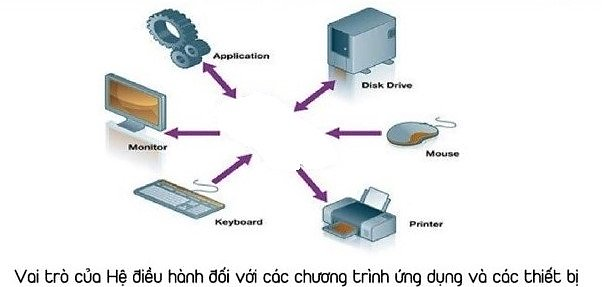 Application
Disk Drive
Monitor
Mouse
Keyboard
Printer
Vai trò của Hệ điều hành đối với các chương trình ứng dụng và các thiết bị